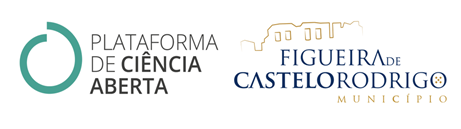 PLATAFORMA
DE CIÊNCIA
ABERTA
FIGUEIRA DE
CASTELO RODRIGO
MUNICÍPIO